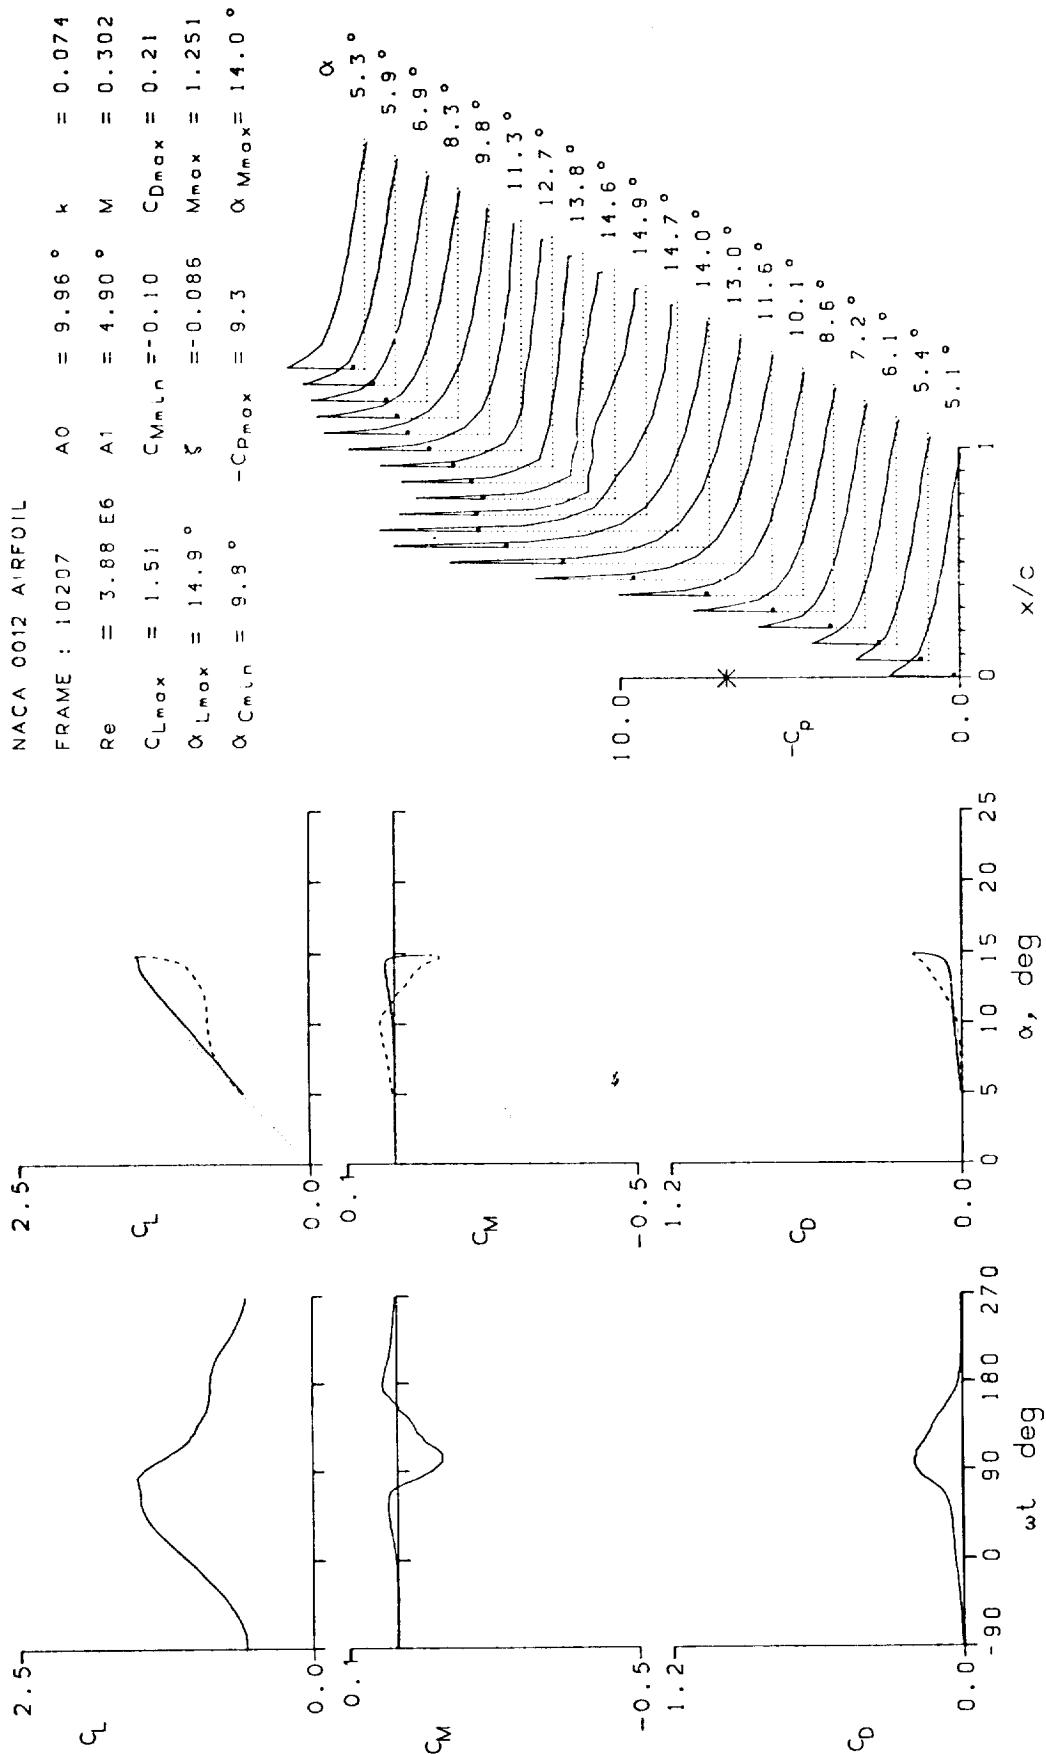 NACA 0012 AIRFOIL
FRAME : 10207 A0 = 9.96 ° k = 0.074
Re = 3.88 E6 A1 = 4.90 ° M = 0.302
CLmax = 1.51 CMmin =-0.10 CDmax = 0.21
α Lmax = 14.9 ° ζ =-0.086 Mmax = 1.251
α Cmin = 9.9 ° -CPmax = 9.3 α Mmax= 14.0 °
2.5
CL
0.0
0.1
CM
-0.5
1.2
CD
0.0
-90 0 90 180 270
ωt deg
2.5
CL
0.0
0.1
CM
-0.5
1.2
CD
0.0
0 5 10 15 20 25
α, deg
α
5.3 °
5.9 °
6.9 °
8.3 °
9.8 °
11.3 °
12.7 °
13.8 °
14.6 °
14.9 °
14.7 °
14.0 °
13.0 °
11.6 °
10.1 °
8.6 °
7.2 °
6.1 °
5.4 °
5.1 °
10.0
-Cp
0.0
0 1
x/c